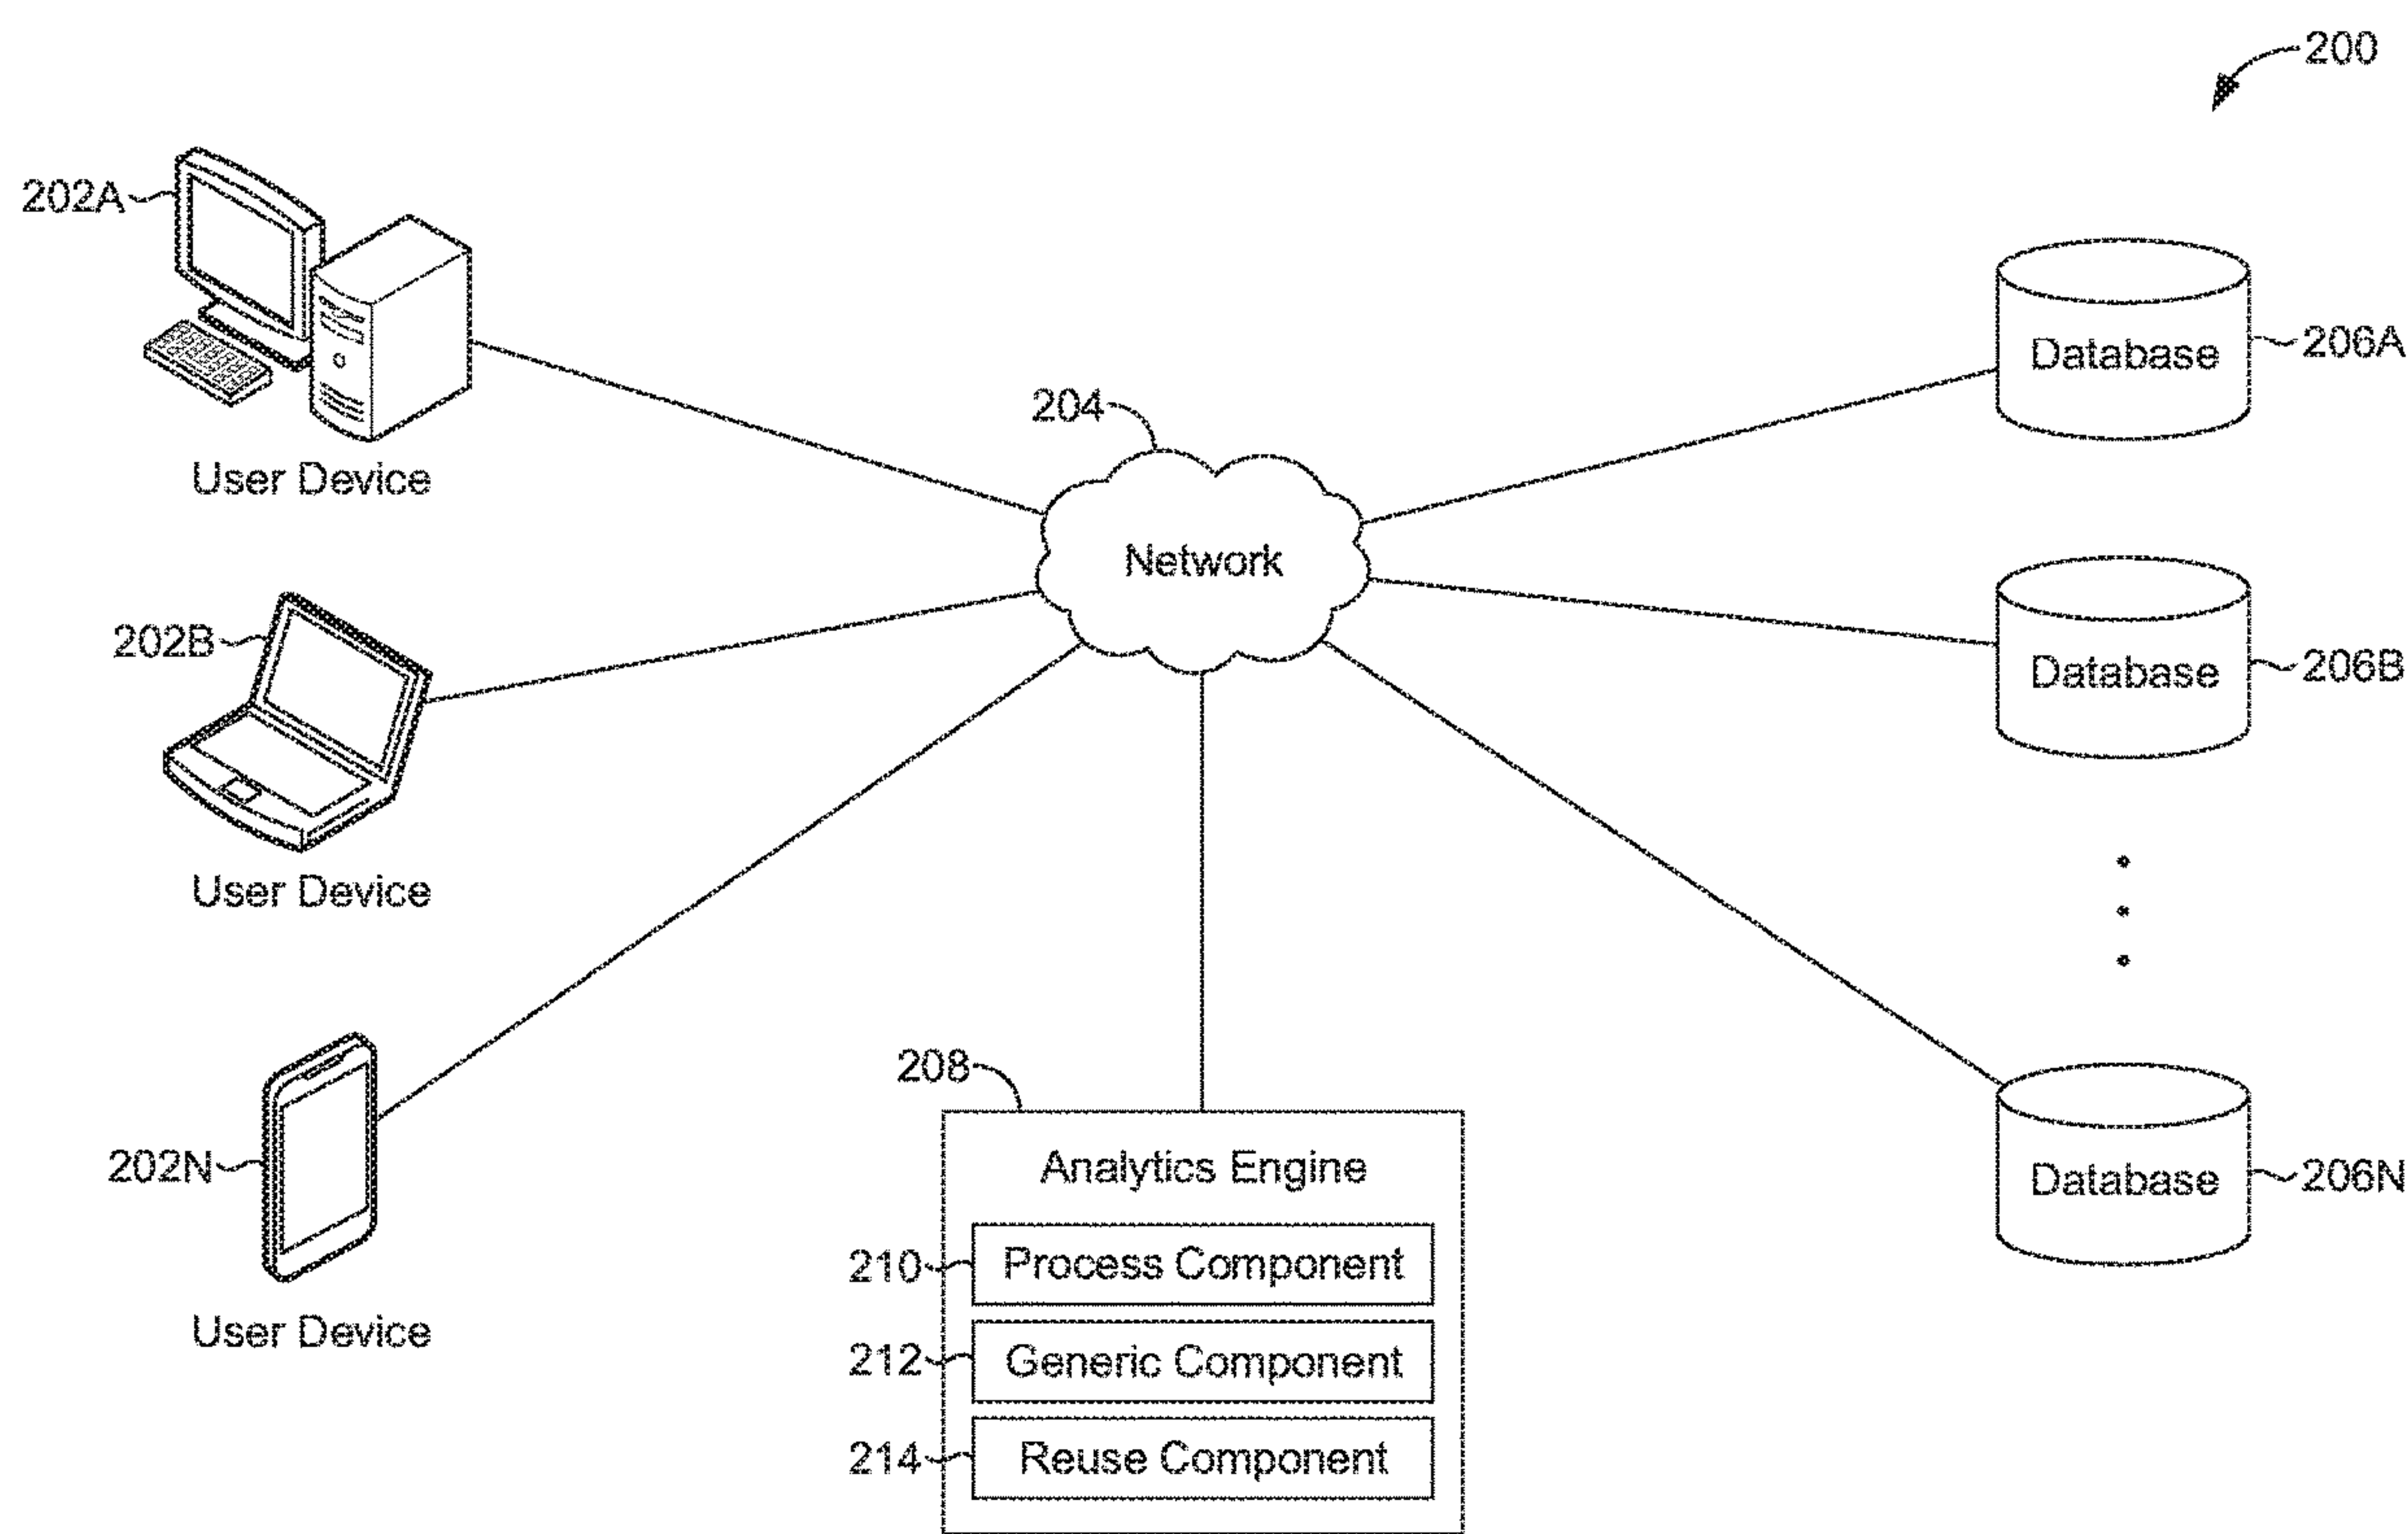 200
202A
User Device
204
Network
Database
206A
202B
User Device
Database
206B
202N
User Device
208
Analytics Engine
210
Process Component
212
Generic Component
214
Reuse Component
Database
206N